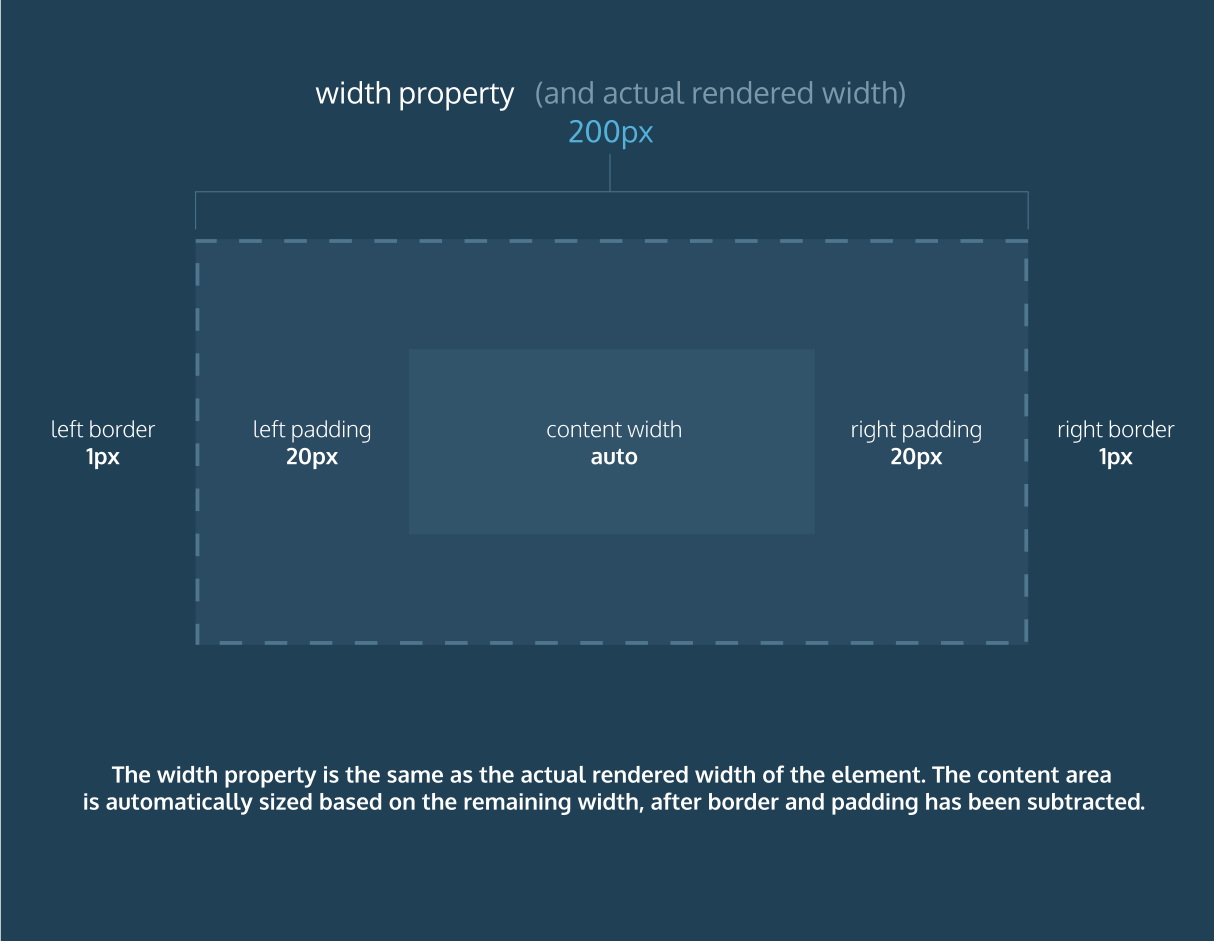 width property (and actual rendered width)
200px
left border
1px
left padding
20px
content width
auto
right padding
20px
right border
1px
The width property is the same as the actual rendered width of the element. The content area
is automatically sized based on the remaining width, after border and padding has been subtracted.